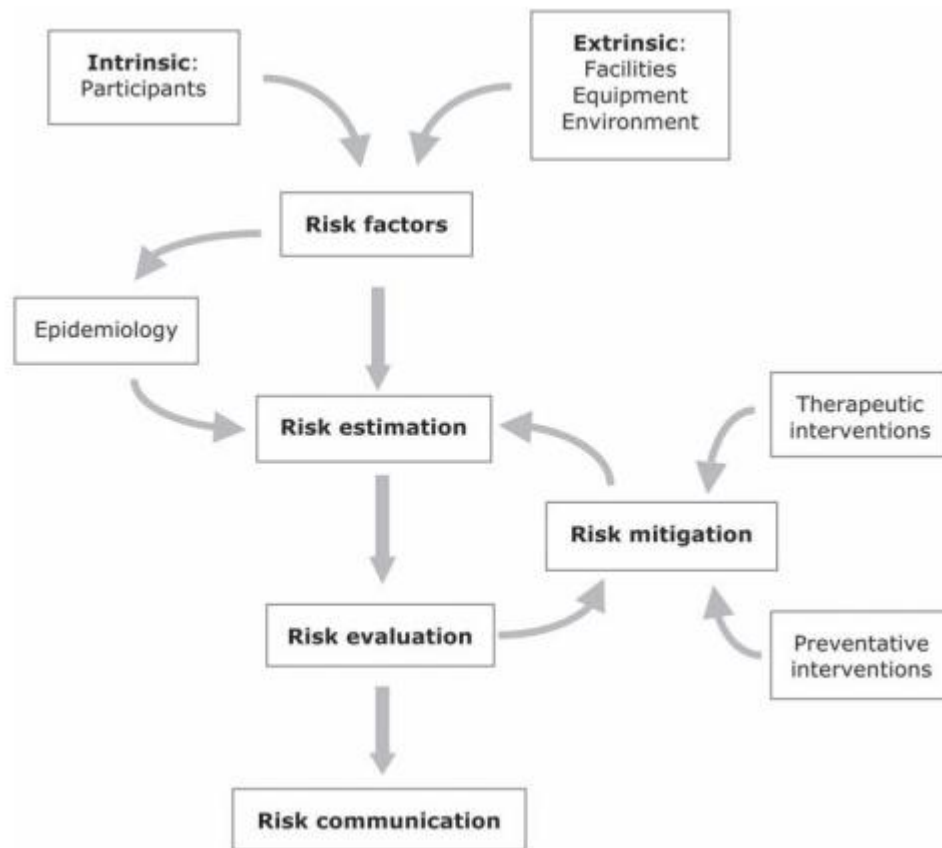 Intrinsic:
Participants
Extrinsic:
Facilities
Equipment
Environment
Risk factors
Epidemiology
Risk estimation
Therapeutic
interventions
Risk mitigation
Risk evaluation
Preventative
interventions
Risk communication